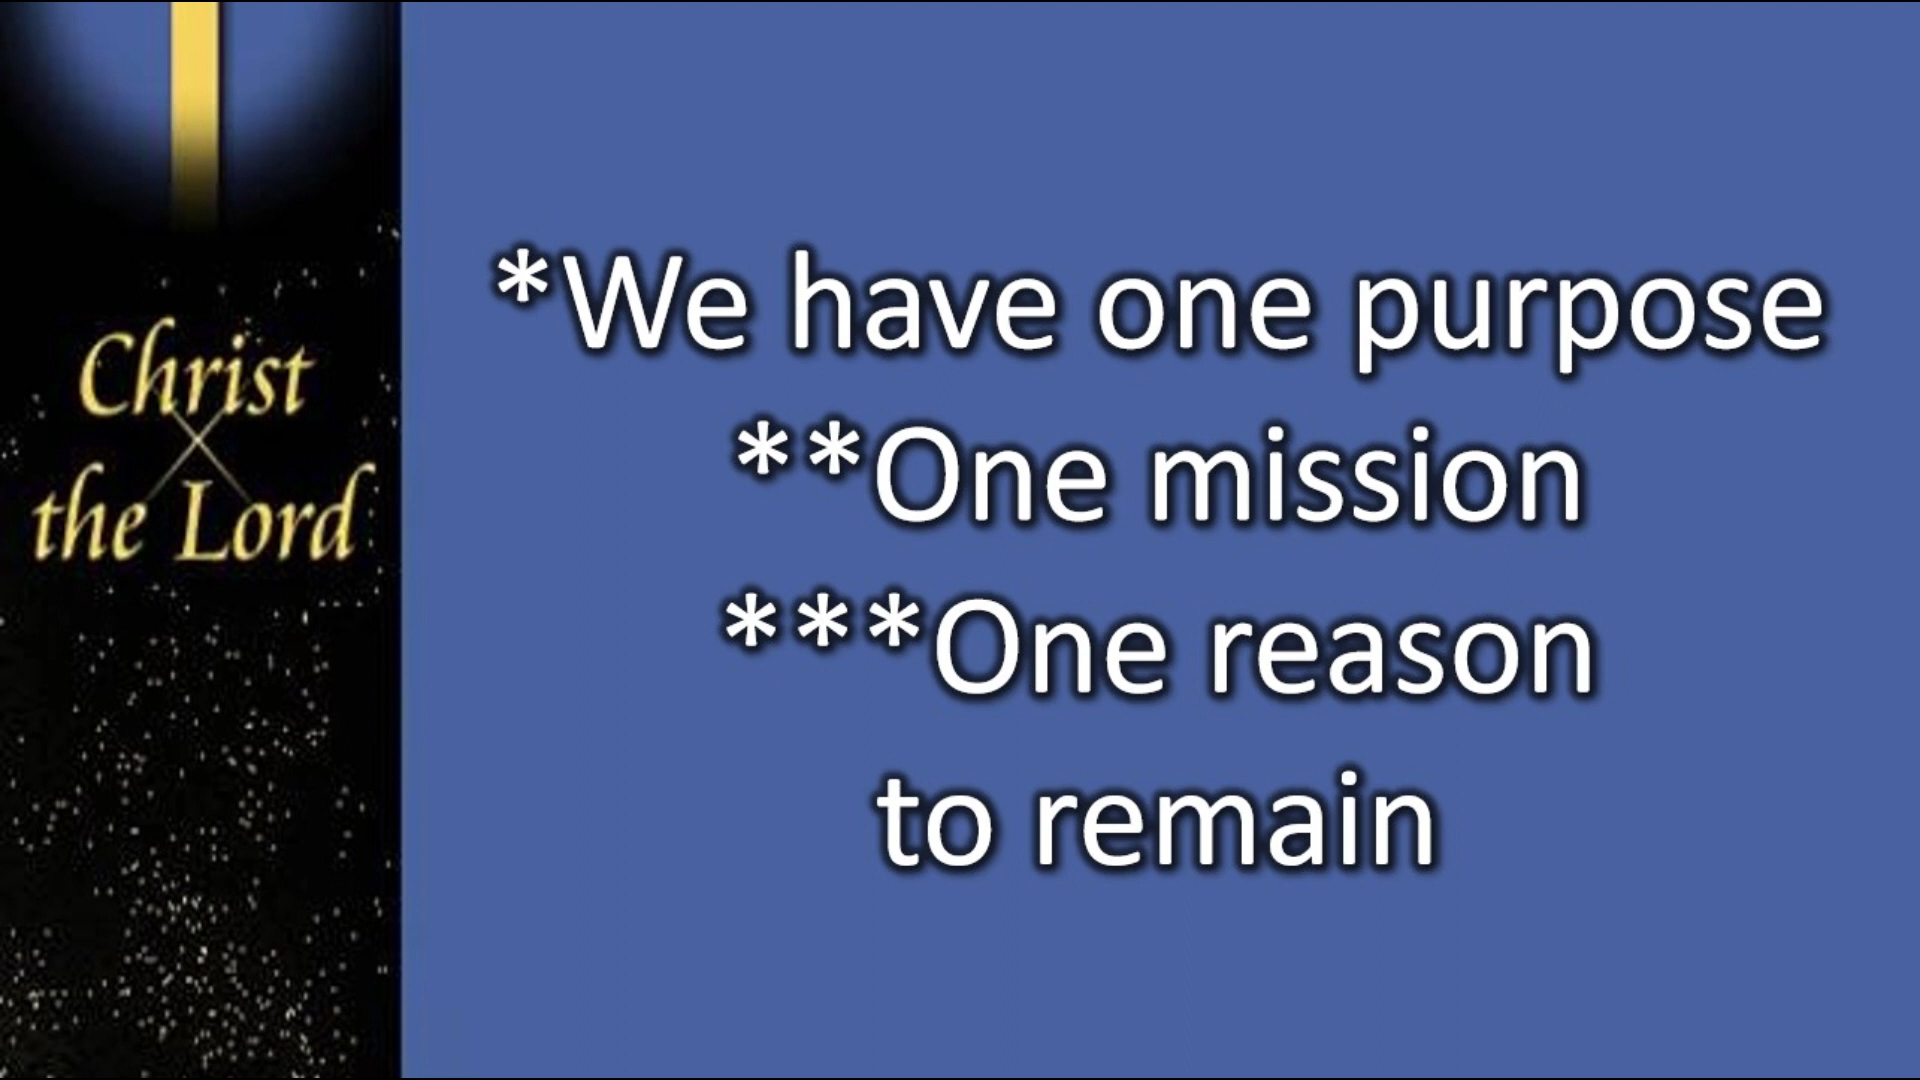 Christ
the Lord
*We have one purpose
**One mission
***One reason
to remain